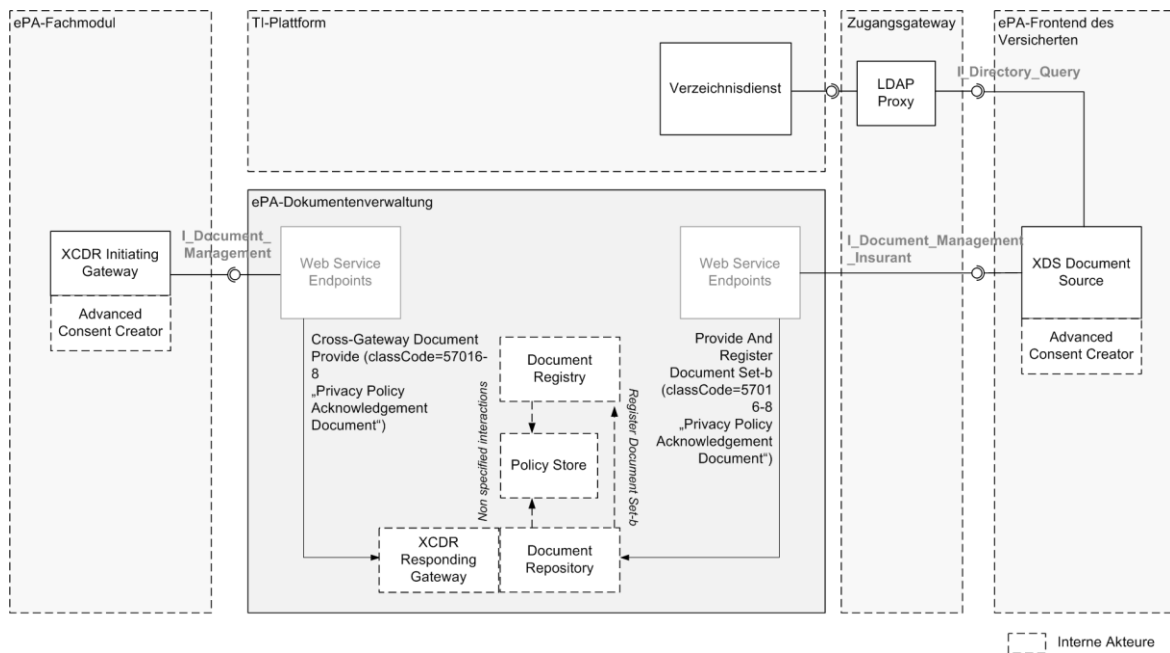 ePA-Fachmodul
TI-Plattform
Zugangsgateway
ePA-Frontend des
Versicherten
Verzeichnisdienst
LDAP
Proxy
I_Directory_Query
ePA-Dokumentenverwaltung
XCDR Initiating
Gateway
Advanced
Consent Creator
I_Document_
Management
Web Service
Endpoints
Web Service
Endpoints
I_Document_Management
_Insurant
XDS Document
Source
Advanced
Consent Creator
Cross-Gateway Document
Provide (classCode=57016-
8
„Privacy Policy
Acknowledgement
Document“)
Document
Registry
Policy Store
Non specified interactions
Register Document Set-b
Provide And
Register
Document Set-b
(classCode=5701
6-8
„Privacy Policy
Acknowledgement
Document“)
XCDR
Responding
Gateway
Document
Repository
Interne Akteure